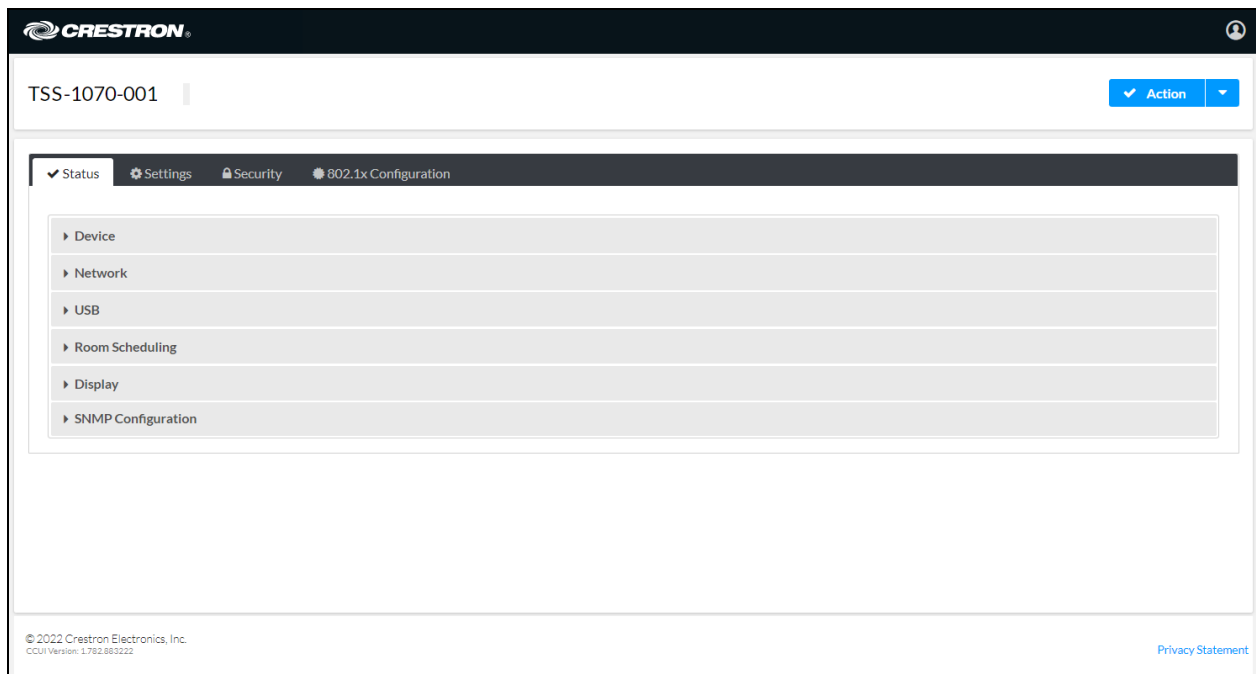 CRESTRON®
TSS-1070-001
Action
Status Settings Security 802.1x Configuration
Device
Network
USB
Room Scheduling
Display
SNMP Configuration
© 2022 Crestron Electronics, Inc.
CCUI Version: 1.782.883222
Privacy Statement